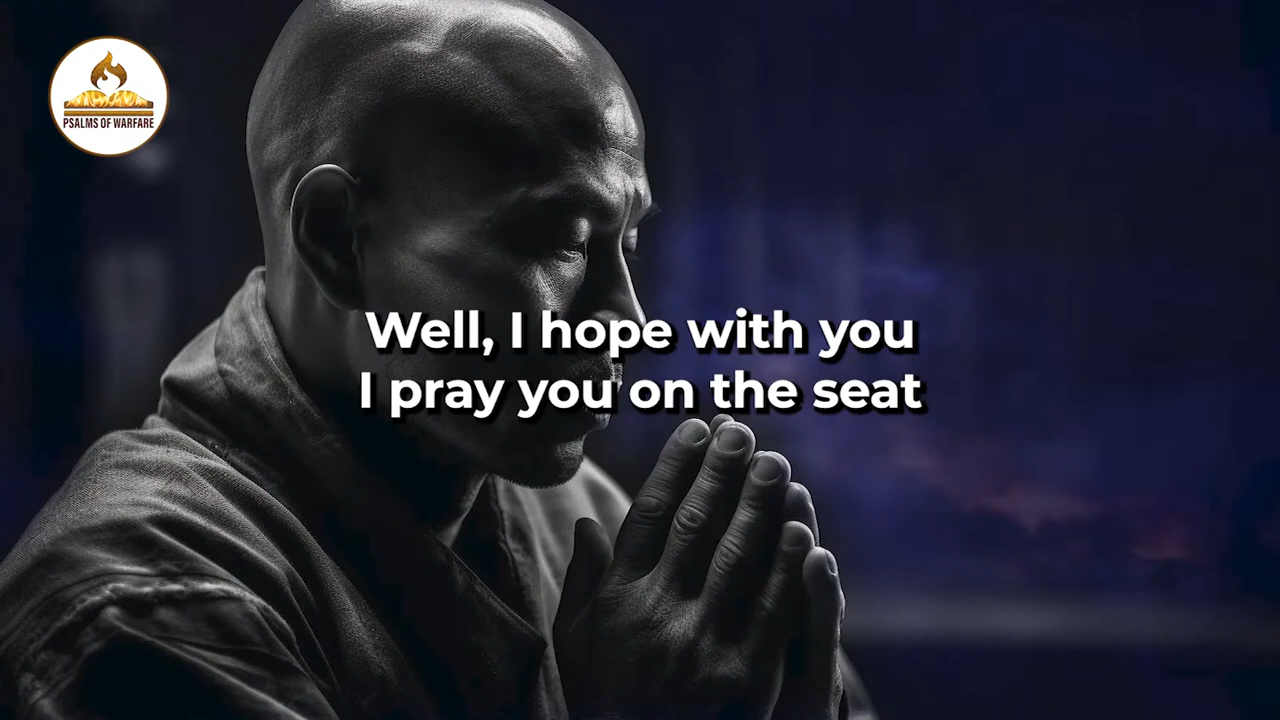 PSALMS OF WARFARE
Well, I hope with you
I pray you on the seat